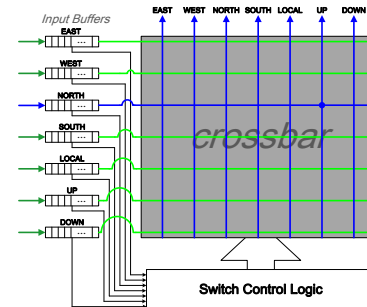 Input Buffers
EAST WEST NORTH SOUTH LOCAL UP DOWN
EAST
...
WEST
...
NORTH
...
SOUTH
...
LOCAL
...
UP
...
DOWN
...
crossbar
Switch Control Logic